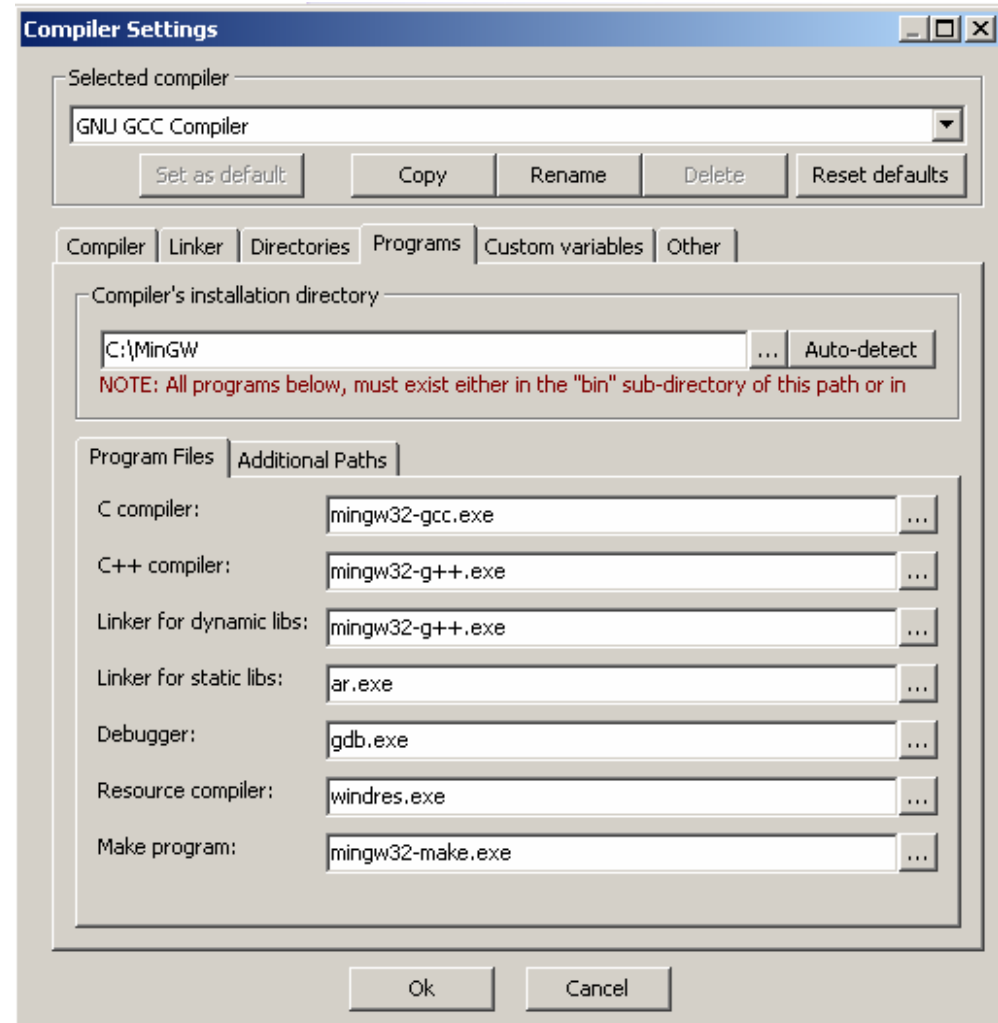 Compiler Settings
Selected compiler
GNU GCC Compiler
Set as default Copy Rename Delete Reset defaults
Compiler Linker Directories Programs Custom variables Other
Compiler's installation directory
C:\MinGW ... Auto-detect
NOTE: All programs below, must exist either in the "bin" sub-directory of this path or in
Program Files Additional Paths
C compiler: mingw32-gcc.exe ...
C++ compiler: mingw32-g++.exe ...
Linker for dynamic libs: mingw32-g++.exe ...
Linker for static libs: ar.exe ...
Debugger: gdb.exe ...
Resource compiler: windres.exe ...
Make program: mingw32-make.exe ...
Ok Cancel